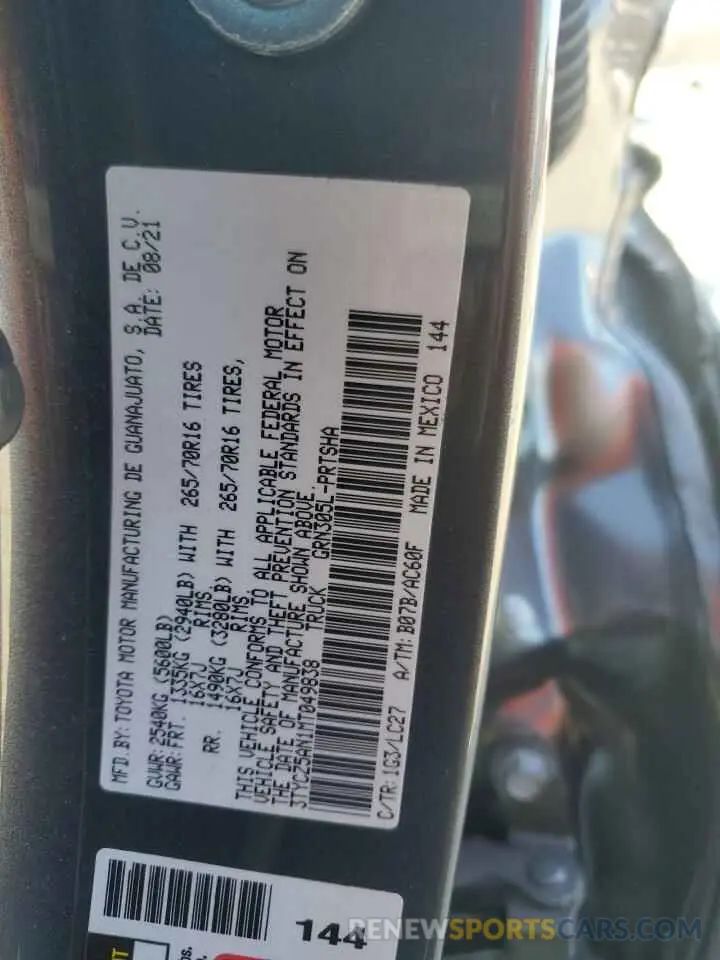 MFD.BY:TOYOTA MOTOR MANUFACTURING DE GUANAJUATO, S.A. DE C.V.
DATE: 08/21
GVWR:2540KG (5600LB)
GAWR:FRT. 1335KG (2940LB) WITH 265/70R16 TIRES
16X7J RIMS,
RR. 1490KG (3280LB) WITH 265/70R16 TIRES,
16X7J RIMS,
THIS VEHICLE CONFORMS TO ALL APPLICABLE FEDERAL MOTOR
VEHICLE SAFETY AND THEFT PREVENTION STANDARDS IN EFFECT ON
THE DATE OF MANUFACTURE SHOWN ABOVE.
3TYCZ5AN1MT049838 TRUCK GRN305L-PRTSHA
C/TR:1G3/LC27 A/TM:B07B/AC60F MADE IN MEXICO 144
144
RENEWSPORTSCARS.COM